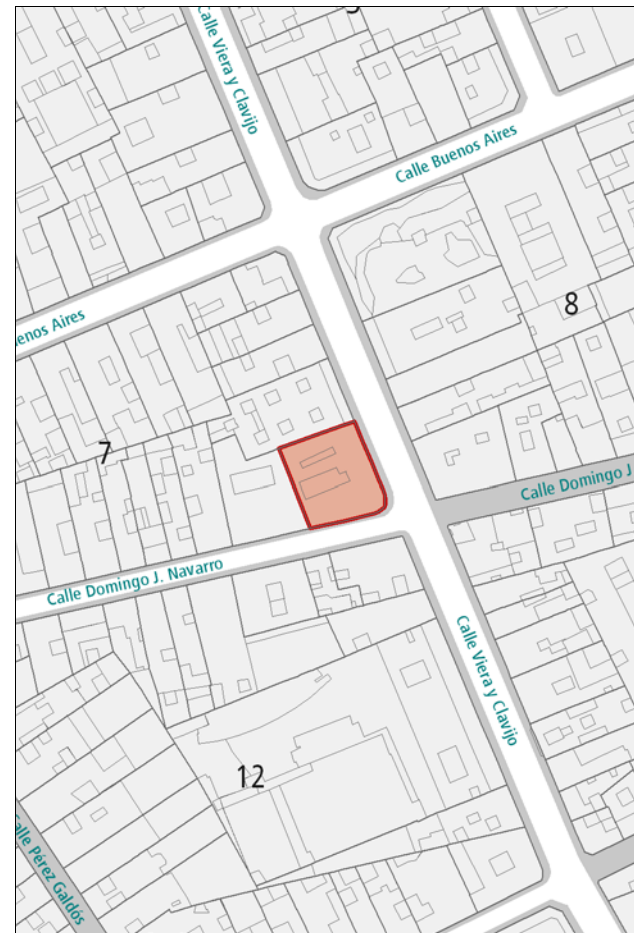 Calle Viera y Clavijo
Calle Buenos Aires
8
enos Aires
7
Calle Domingo J
Calle Domingo J. Navarro
Calle Viera y Clavijo
12
alle Pérez Galdós